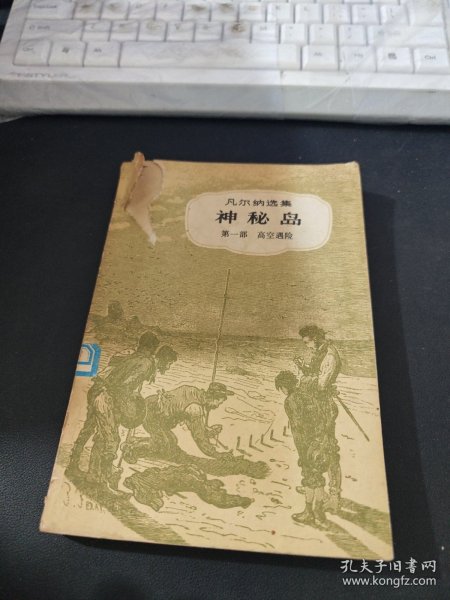 凡尔纳选集
神秘岛
第一部 高空遇险
孔夫子旧书网
www.kongfz.com